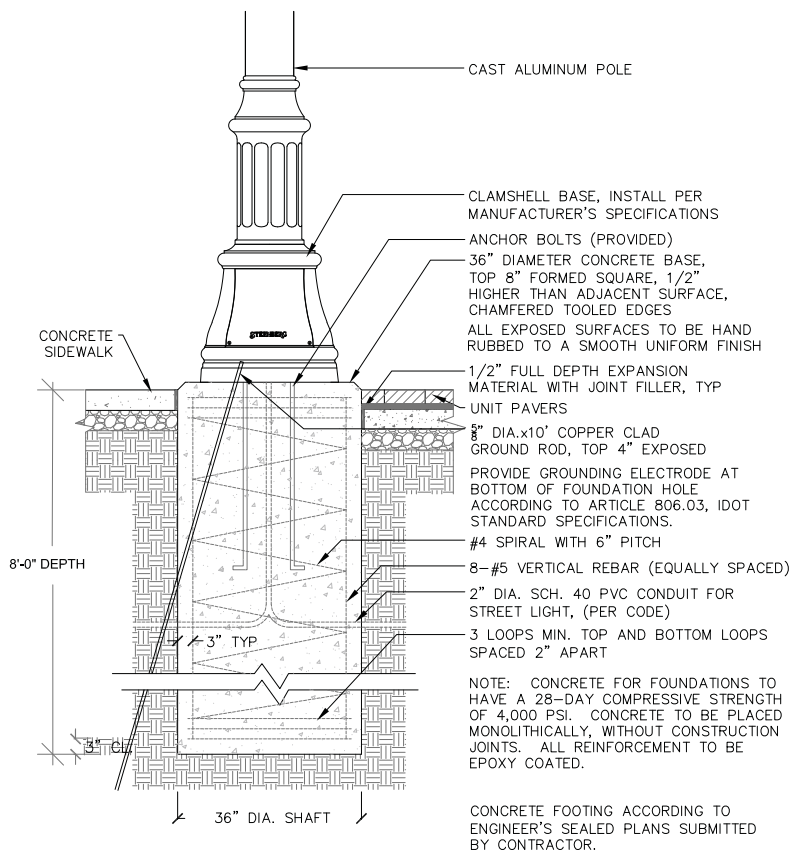 CAST ALUMINUM POLE
CLAMSHELL BASE, INSTALL PER
MANUFACTURER'S SPECIFICATIONS
ANCHOR BOLTS (PROVIDED)
36" DIAMETER CONCRETE BASE,
TOP 8" FORMED SQUARE, 1/2"
HIGHER THAN ADJACENT SURFACE,
CHAMFERED TOOLED EDGES
ALL EXPOSED SURFACES TO BE HAND
RUBBED TO A SMOOTH UNIFORM FINISH
STERNBERG
CONCRETE
SIDEWALK
1/2" FULL DEPTH EXPANSION
MATERIAL WITH JOINT FILLER, TYP
UNIT PAVERS
5/8" DIA.x10' COPPER CLAD
GROUND ROD, TOP 4" EXPOSED
PROVIDE GROUNDING ELECTRODE AT
BOTTOM OF FOUNDATION HOLE
ACCORDING TO ARTICLE 806.03, IDOT
STANDARD SPECIFICATIONS.
#4 SPIRAL WITH 6" PITCH
8'-0" DEPTH
8-#5 VERTICAL REBAR (EQUALLY SPACED)
2" DIA. SCH. 40 PVC CONDUIT FOR
STREET LIGHT, (PER CODE)
3" TYP
3 LOOPS MIN. TOP AND BOTTOM LOOPS
SPACED 2" APART
NOTE: CONCRETE FOR FOUNDATIONS TO
HAVE A 28-DAY COMPRESSIVE STRENGTH
OF 4,000 PSI. CONCRETE TO BE PLACED
MONOLITHICALLY, WITHOUT CONSTRUCTION
JOINTS. ALL REINFORCEMENT TO BE
EPOXY COATED.
3" CL.
36" DIA. SHAFT
CONCRETE FOOTING ACCORDING TO
ENGINEER'S SEALED PLANS SUBMITTED
BY CONTRACTOR.